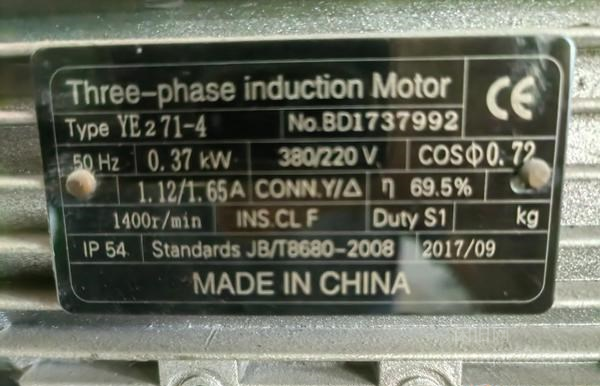 Three-phase induction Motor CE
Type YE2 71-4 No.BD1737992
50 Hz 0.37 kW 380/220 V COSΦ0.72
1.12/1.65A CONN.Y/Δ η 69.5%
1400r/min INS.CL F Duty S1 kg
IP 54 Standards JB/T8680-2008 2017/09
MADE IN CHINA